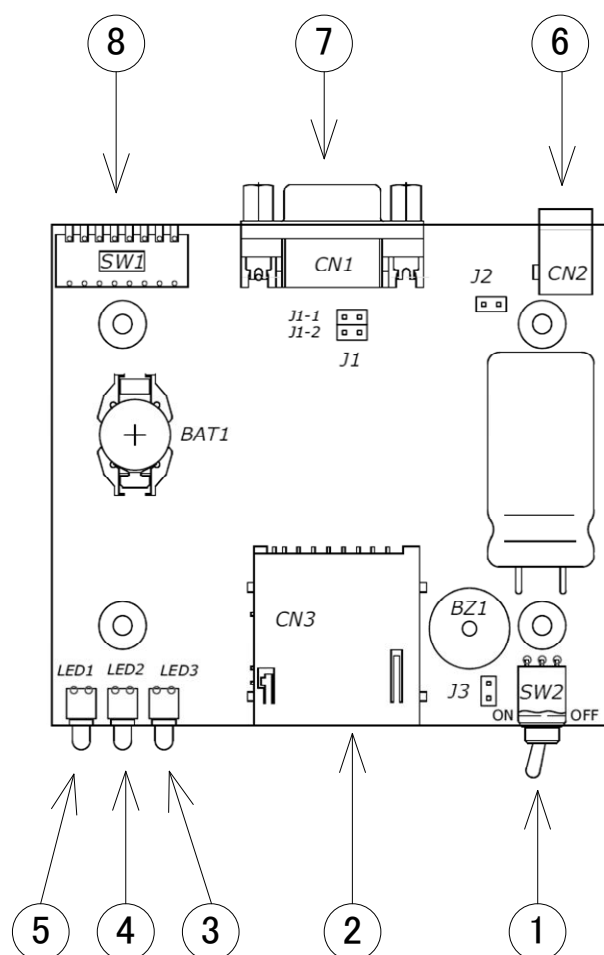 8
7
6
SW1
CN1
CN2
J2
J1-1
J1-2
J1
BAT1
CN3
BZ1
LED1
LED2
LED3
J3
SW2
ON
OFF
5
4
3
2
1